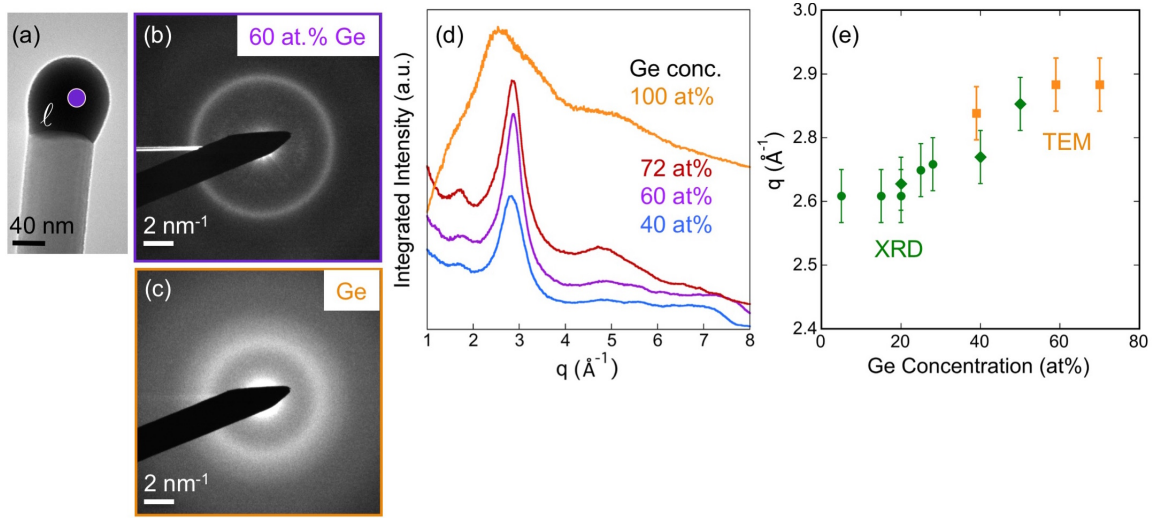 (a)
ℓ
40 nm
(b)
60 at.% Ge
2 nm⁻¹
(c)
Ge
2 nm⁻¹
(d)
Integrated Intensity (a.u.)
Ge conc.
100 at%
72 at%
60 at%
40 at%
1 2 3 4 5 6 7 8
q (Å⁻¹)
(e)
q (Å⁻¹)
3.0
2.9
2.8
2.6
2.5
2.4
TEM
XRD
0 20 40 60 80
Ge Concentration (at%)